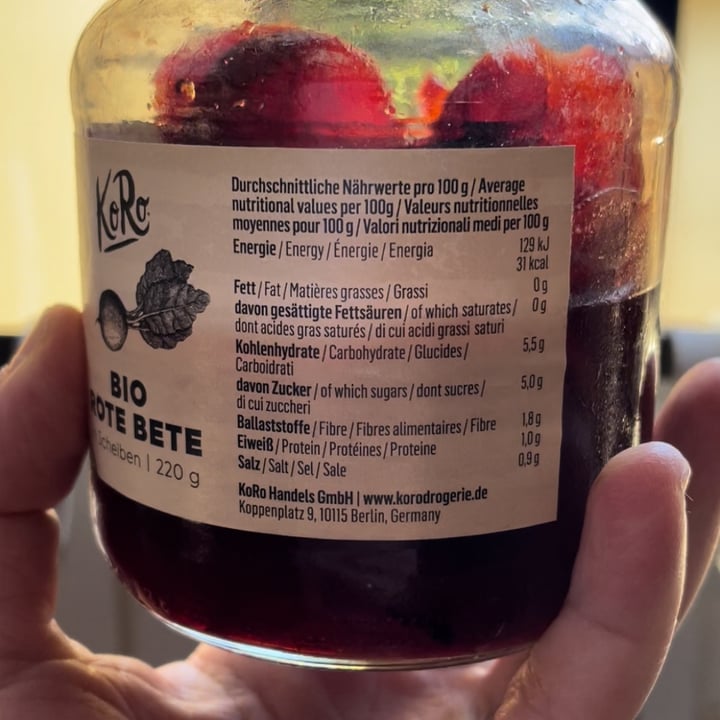 KoRo
BIO
ROTE BETE
Scheiben | 220 g
Durchschnittliche Nährwerte pro 100 g / Average
nutritional values per 100g / Valeurs nutritionnelles
moyennes pour 100 g / Valori nutrizionali medi per 100 g
Energie / Energy / Énergie / Energia 129 kJ
31 kcal
Fett / Fat / Matières grasses / Grassi 0 g
davon gesättigte Fettsäuren / of which saturates / 0 g
dont acides gras saturés / di cui acidi grassi saturi
Kohlenhydrate / Carbohydrate / Glucides / 5,5 g
Carboidrati
davon Zucker / of which sugars / dont sucres / 5,0 g
di cui zuccheri
Ballaststoffe / Fibre / Fibres alimentaires / Fibre 1,8 g
Eiweiß / Protein / Protéines / Proteine 1,0 g
Salz / Salt / Sel / Sale 0,9 g
KoRo Handels GmbH | www.korodrogerie.de
Koppenplatz 9, 10115 Berlin, Germany